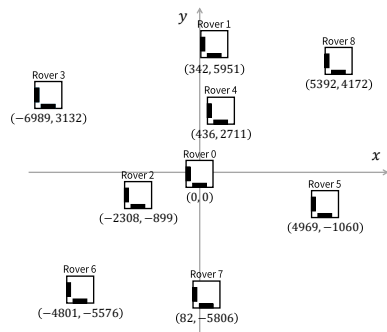 y
Rover 1
(342, 5951)
Rover 8
(5392, 4172)
Rover 3
(−6989, 3132)
Rover 4
(436, 2711)
x
Rover 0
(0, 0)
Rover 2
(−2308, −899)
Rover 5
(4969, −1060)
Rover 6
(−4801, −5576)
Rover 7
(82, −5806)